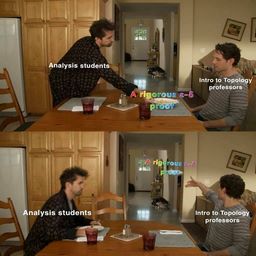 Analysis students
A rigorous ε-δ
proof
Intro to Topology
professors
A rigorous ε-δ
proof
Analysis students
Intro to Topology
professors